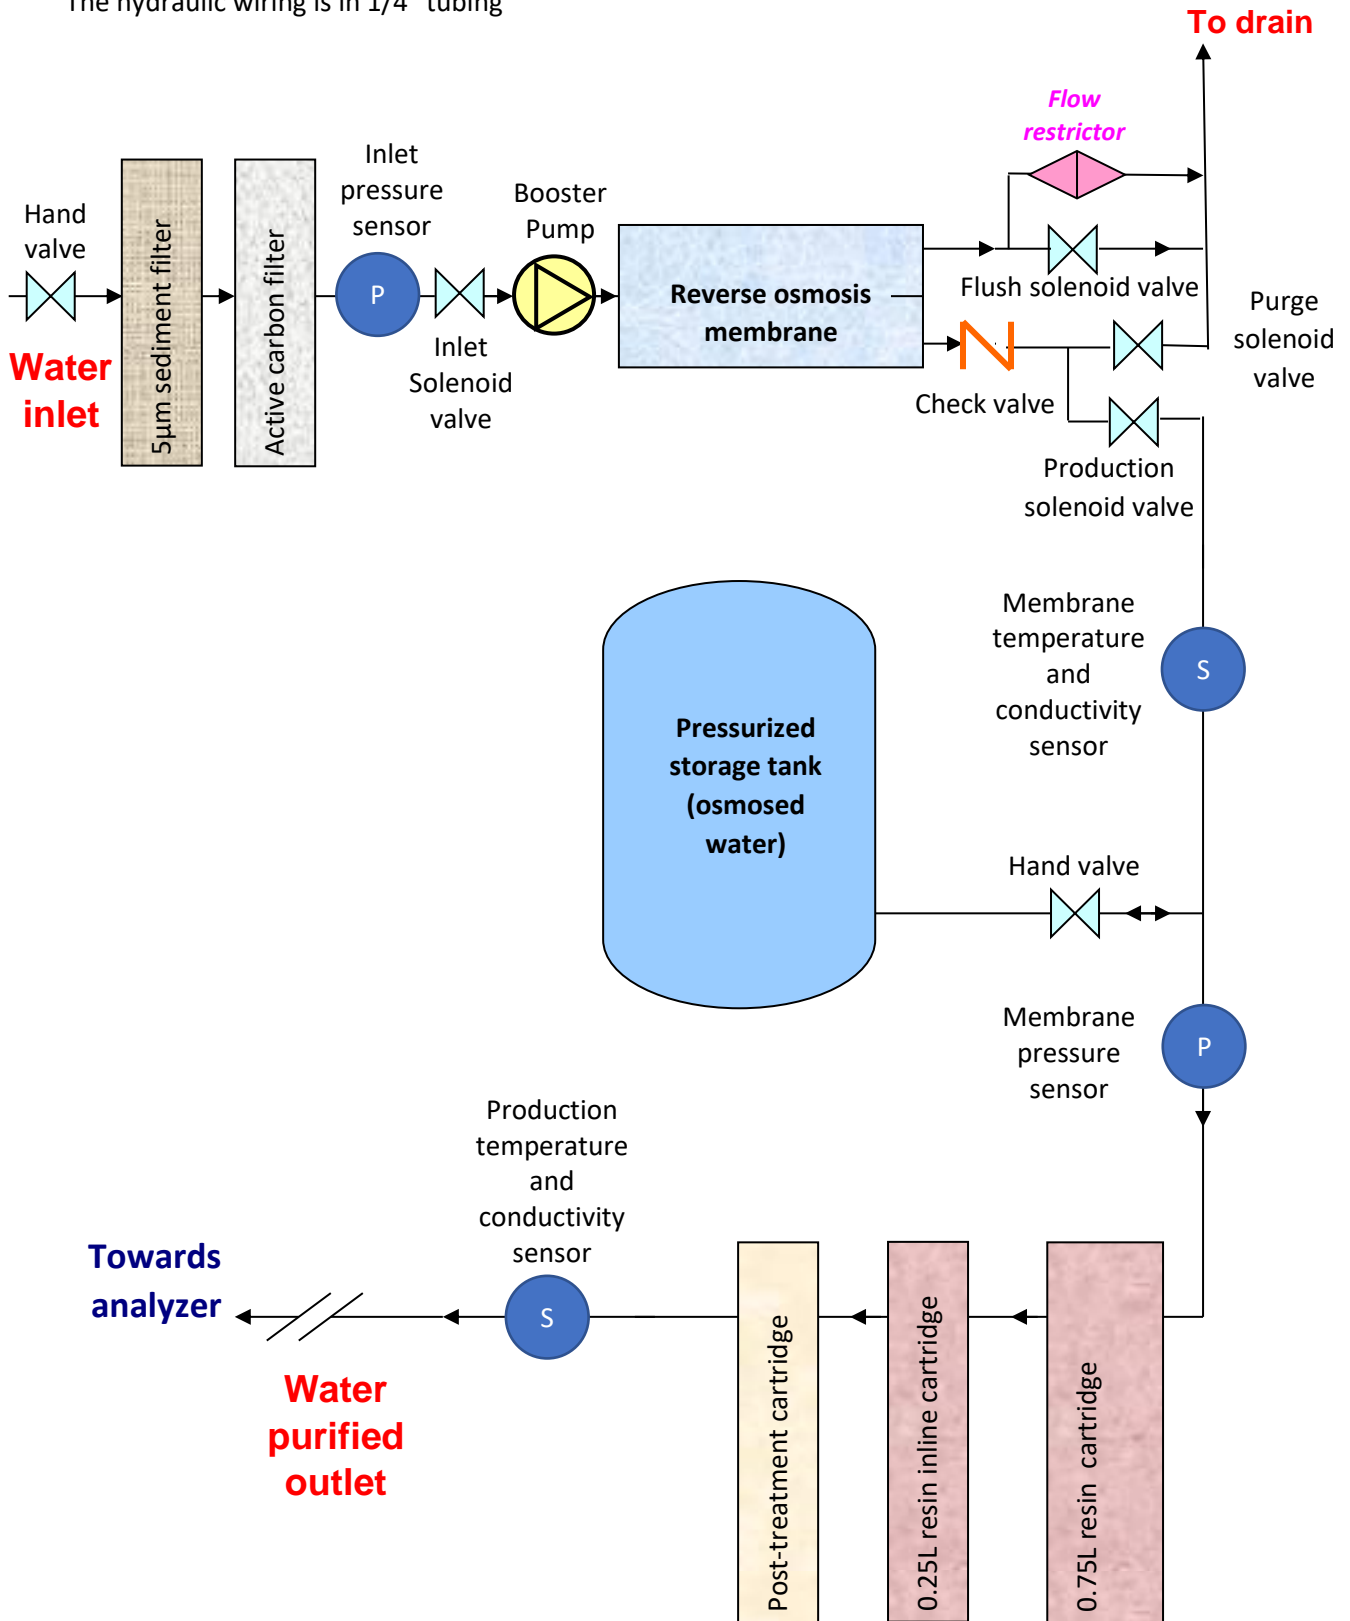 The hydraulic wiring is in 1/4" tubing
To drain
Flow
restrictor
Inlet
pressure
sensor
Booster
Pump
Hand
valve
5µm sediment filter
Active carbon filter
P
Reverse osmosis
membrane
Flush solenoid valve
Purge
solenoid
valve
Water
inlet
Inlet
Solenoid
valve
Check valve
Production
solenoid valve
Membrane
temperature
and
conductivity
sensor
S
Pressurized
storage tank
(osmosed
water)
Hand valve
Membrane
pressure
sensor
P
Production
temperature
and
conductivity
sensor
S
Towards
analyzer
Water
purified
outlet
Post-treatment cartridge
0.25L resin inline cartridge
0.75L resin cartridge